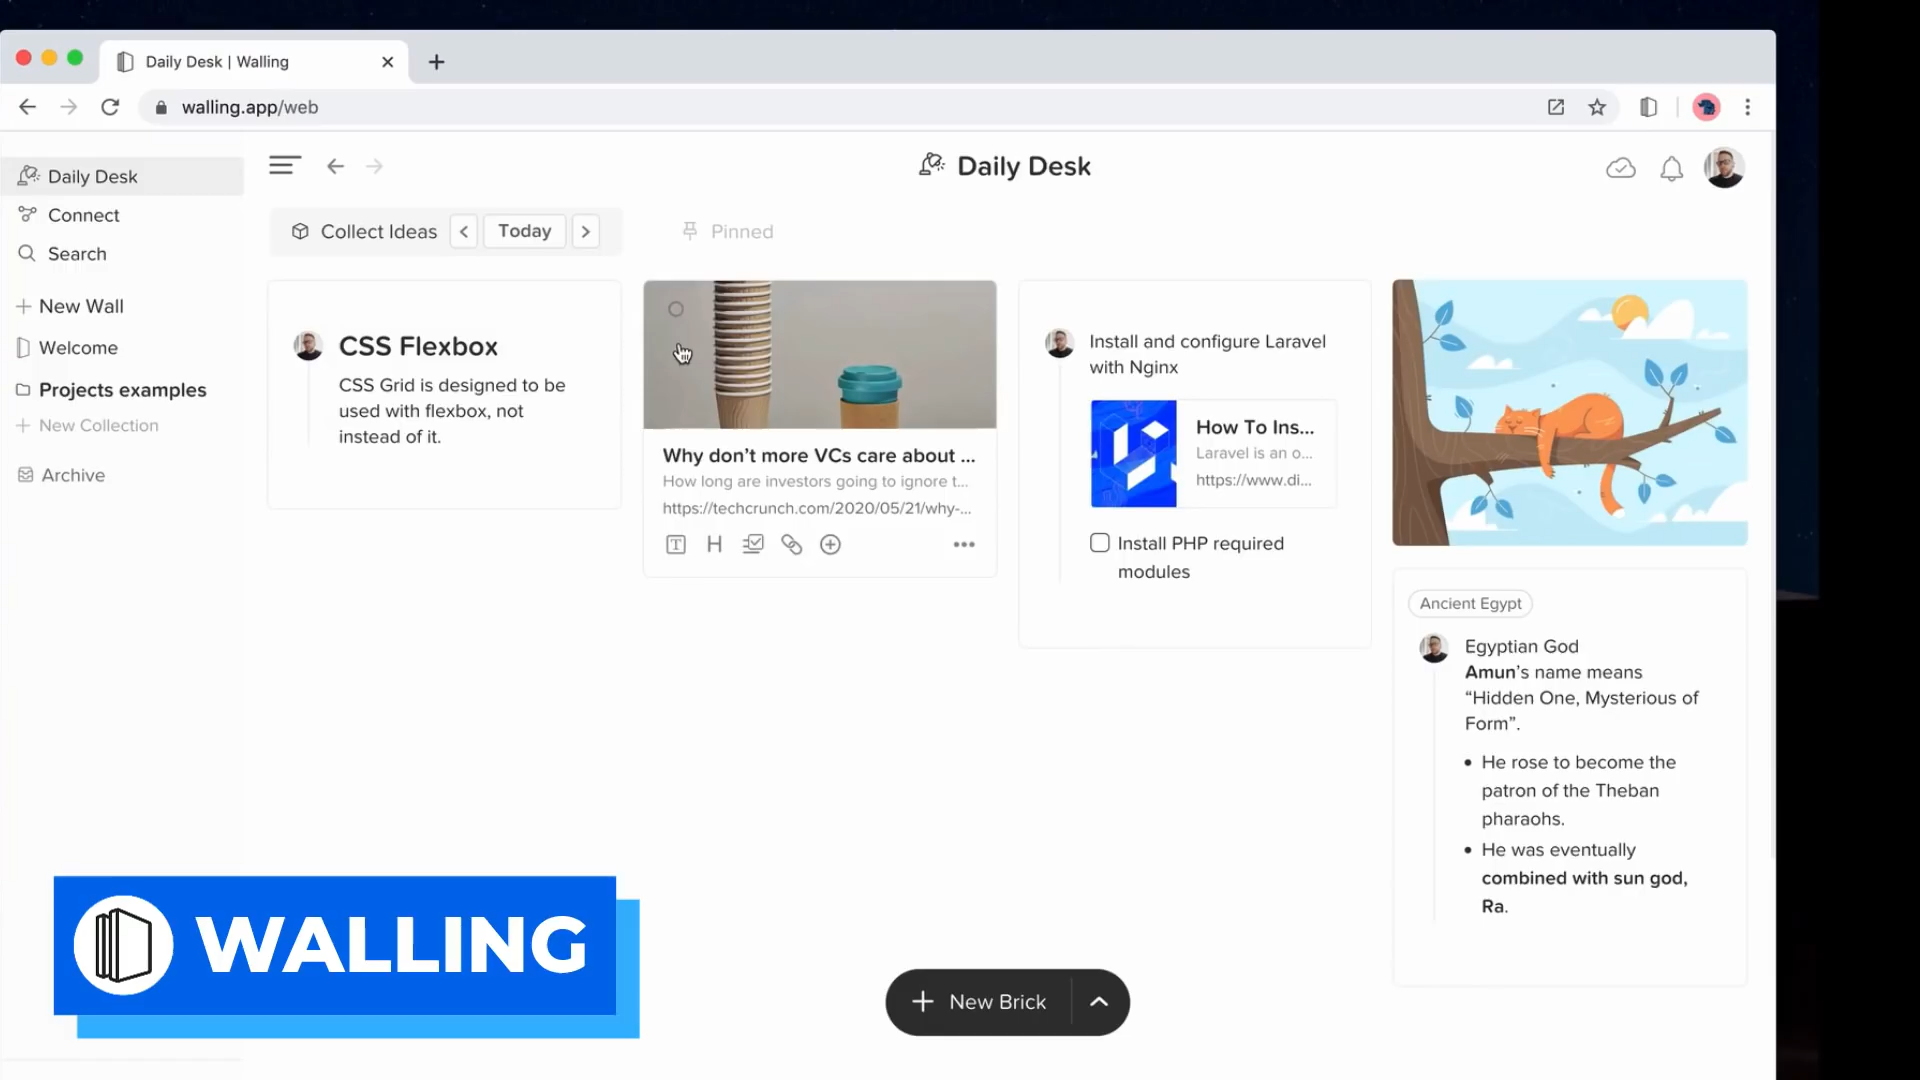 Daily Desk | Walling
walling.app/web
Daily Desk
Connect
Search
New Wall
Welcome
Projects examples
New Collection
Archive
Daily Desk
Collect Ideas
Today
Pinned
CSS Flexbox
CSS Grid is designed to be
used with flexbox, not
instead of it.
Why don’t more VCs care about ...
How long are investors going to ignore t...
https://techcrunch.com/2020/05/21/why-...
T H
Install and configure Laravel
with Nginx
How To Ins...
Laravel is an o...
https://www.di...
Install PHP required
modules
Ancient Egypt
Egyptian God
Amun’s name means
“Hidden One, Mysterious of
Form”.
• He rose to become the
patron of the Theban
pharaohs.
• He was eventually
combined with sun god,
Ra.
WALLING
New Brick